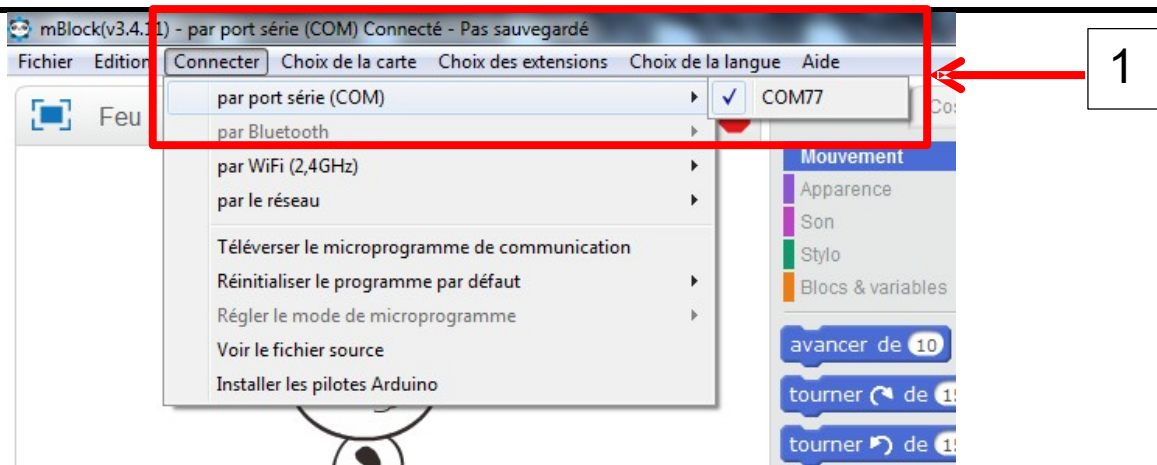 mBlock(v3.4.11) - par port série (COM) Connecté - Pas sauvegardé
Fichier Edition Connecter Choix de la carte Choix des extensions Choix de la langue Aide
1
par port série (COM) COM77
Feu
par Bluetooth
par WiFi (2,4GHz)
par le réseau
Téléverser le microprogramme de communication
Réinitialiser le programme par défaut
Régler le mode de microprogramme
Voir le fichier source
Installer les pilotes Arduino
Mouvement
Apparence
Son
Stylo
Blocs & variables
avancer de 10
tourner de
tourner de